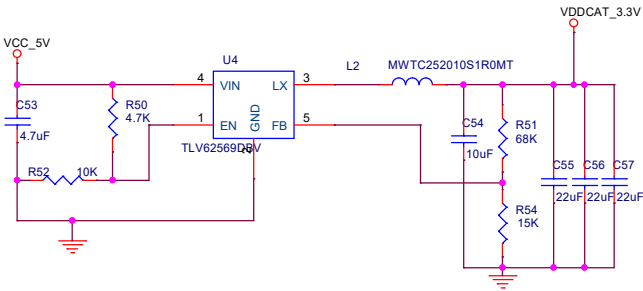 VDDCAT_3.3V
VCC_5V
U4
L2
MWTC252010S1R0MT
4
VIN
LX
3
C53
4.7uF
R50
4.7K
1
EN
GND
FB
5
C54
10uF
R51
68K
TLV62569DBV
2
R52
10K
C55
22uF
C56
22uF
C57
22uF
R54
15K